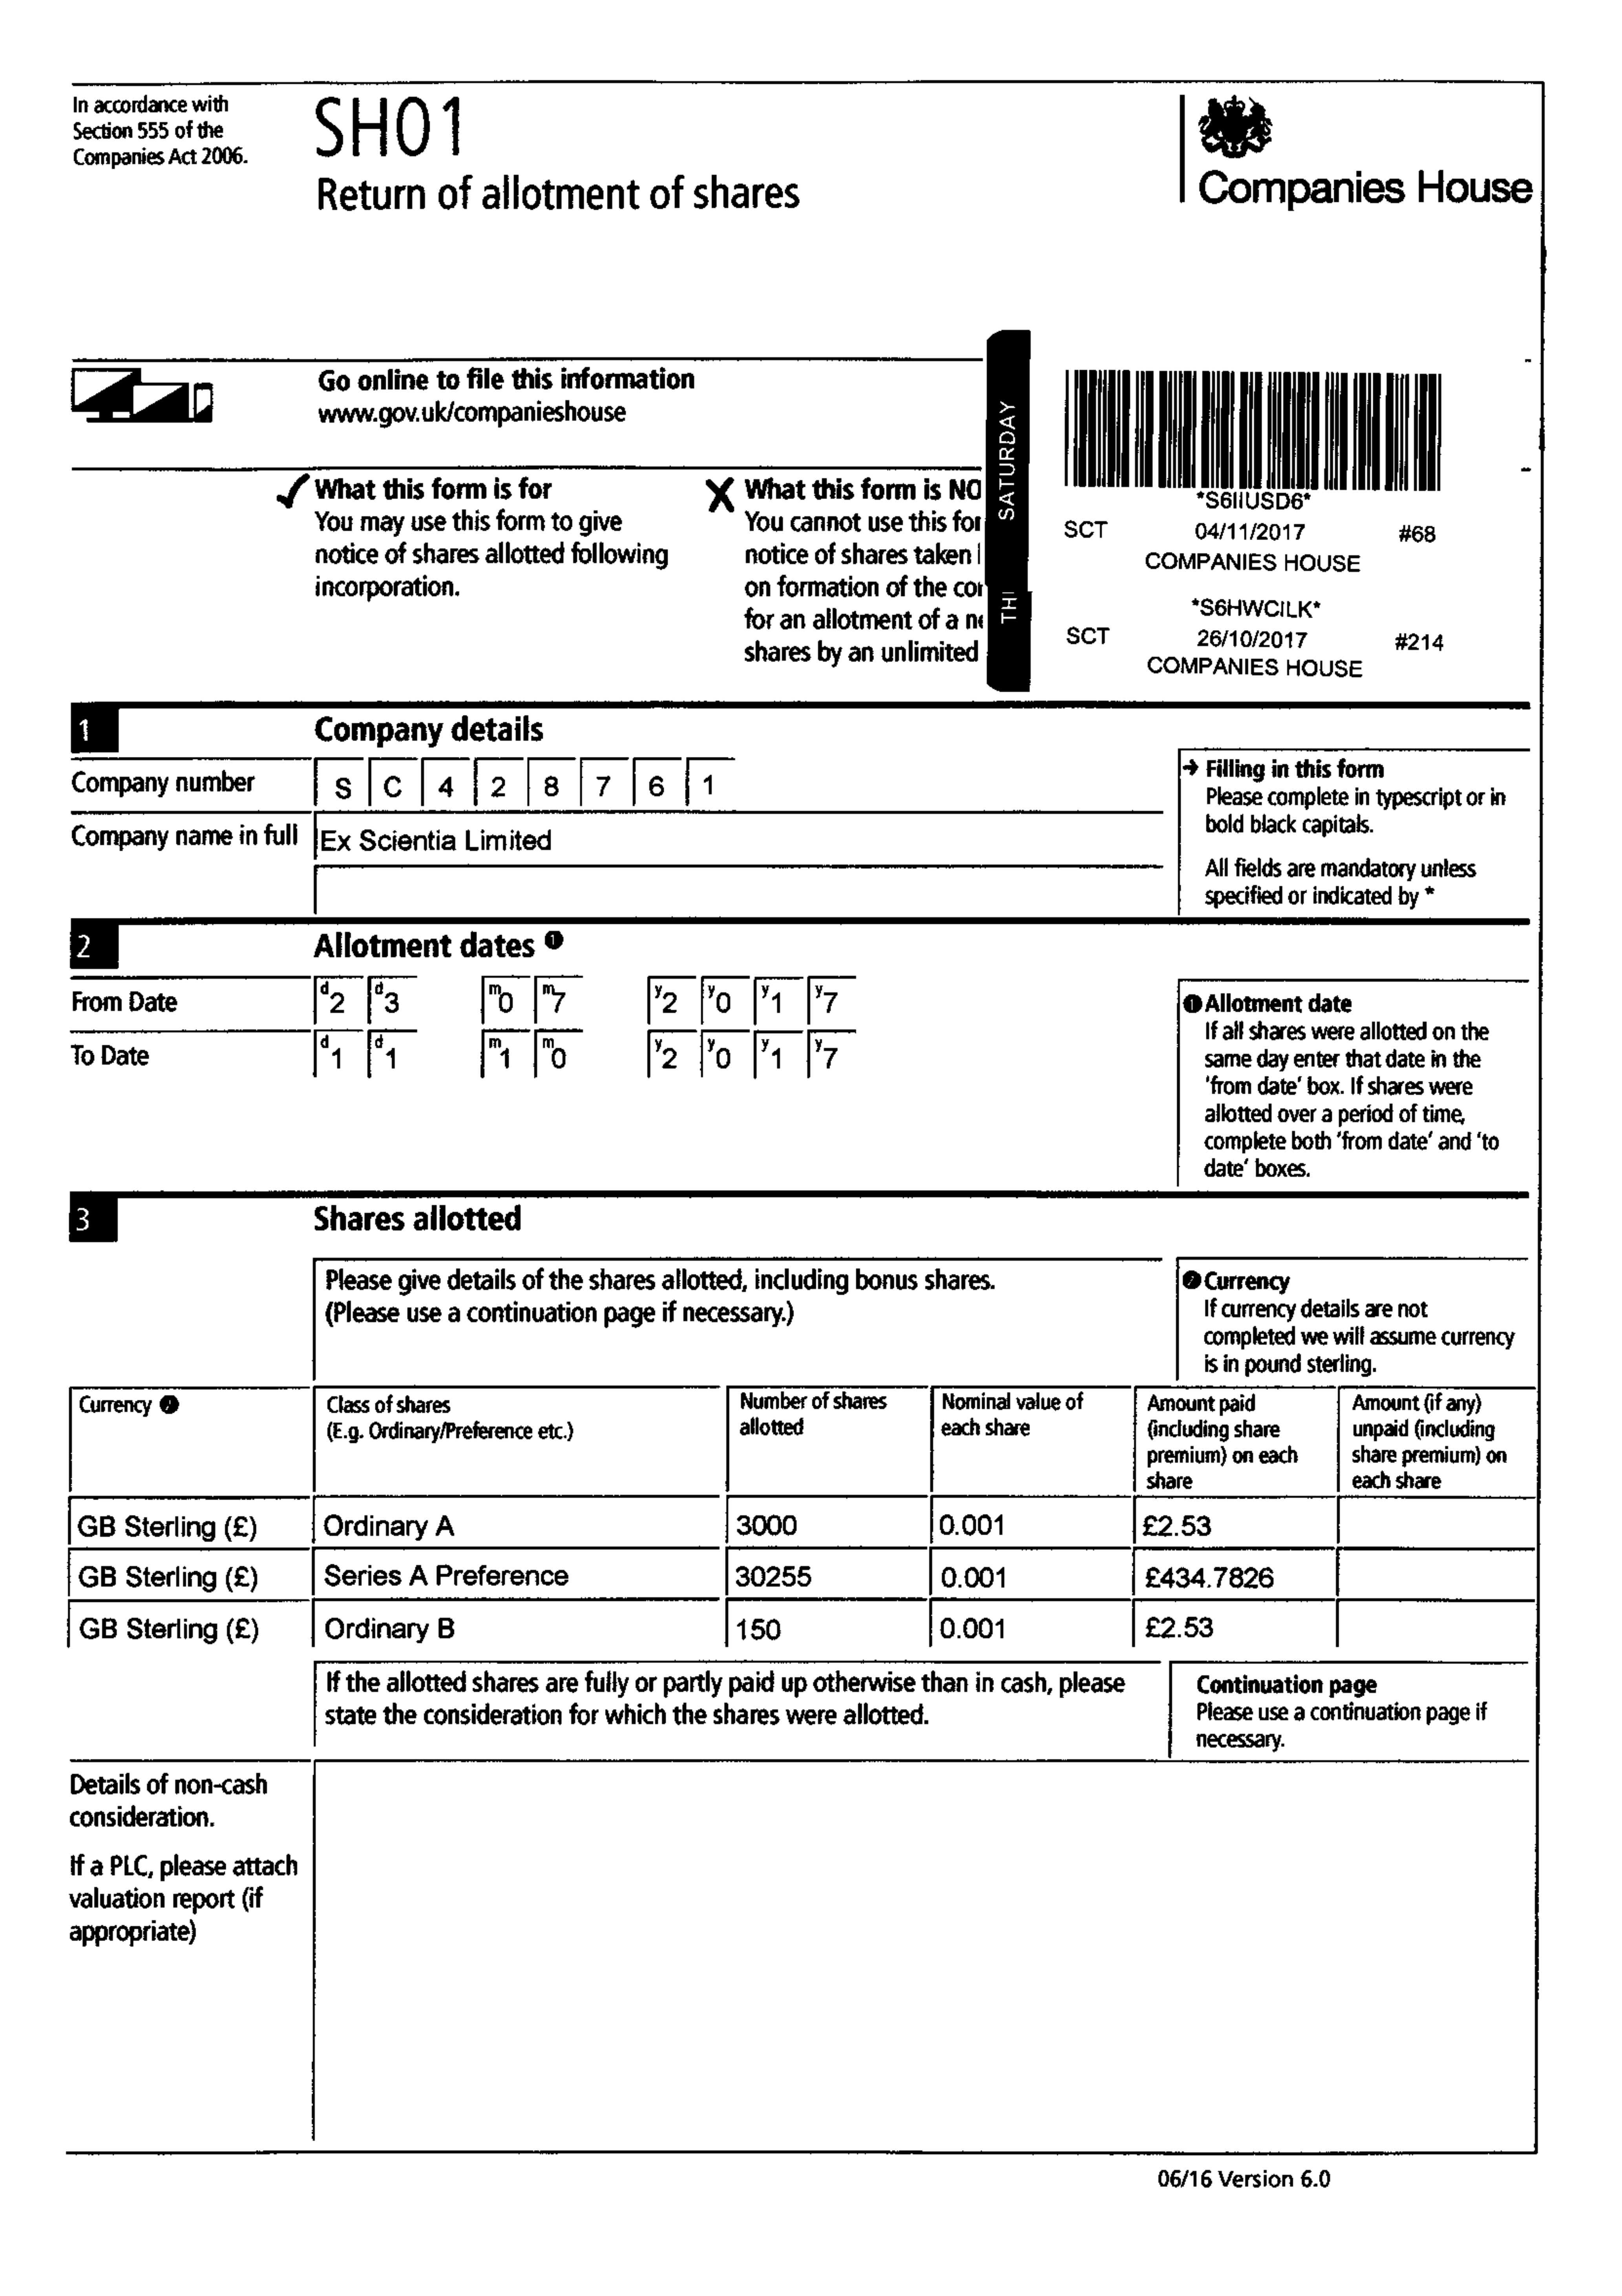 In accordance with
Section 555 of the
Companies Act 2006.
SH01
Return of allotment of shares
Companies House
Go online to file this information
www.gov.uk/companieshouse
What this form is for
You may use this form to give
notice of shares allotted following
incorporation.
What this form is NO
You cannot use this for
notice of shares taken
on formation of the
for an allotment of a
shares by an unlimited
SATURDAY
THI
*S6IIUSD6*
SCT 04/11/2017 #68
COMPANIES HOUSE
*S6HWCILK*
SCT 26/10/2017 #214
COMPANIES HOUSE
1 Company details
Company number S C 4 2 8 7 6 1
Company name in full Ex Scientia Limited
→ Filling in this form
Please complete in typescript or in
bold black capitals.
All fields are mandatory unless
specified or indicated by *
2 Allotment dates ❶
From Date d2 d3 m0 m7 y2 y0 y1 y7
To Date d1 d1 m1 m0 y2 y0 y1 y7
❶ Allotment date
If all shares were allotted on the
same day enter that date in the
'from date' box. If shares were
allotted over a period of time,
complete both 'from date' and 'to
date' boxes.
3 Shares allotted
Please give details of the shares allotted, including bonus shares.
(Please use a continuation page if necessary.)
❷ Currency
If currency details are not
completed we will assume currency
is in pound sterling.
Currency ❷
Class of shares
(E.g. Ordinary/Preference etc.)
Number of shares
allotted
Nominal value of
each share
Amount paid
(including share
premium) on each
share
Amount (if any)
unpaid (including
share premium) on
each share
GB Sterling (£) Ordinary A 3000 0.001 £2.53
GB Sterling (£) Series A Preference 30255 0.001 £434.7826
GB Sterling (£) Ordinary B 150 0.001 £2.53
If the allotted shares are fully or partly paid up otherwise than in cash, please
state the consideration for which the shares were allotted.
Continuation page
Please use a continuation page if
necessary.
Details of non-cash
consideration.
If a PLC, please attach
valuation report (if
appropriate)
06/16 Version 6.0